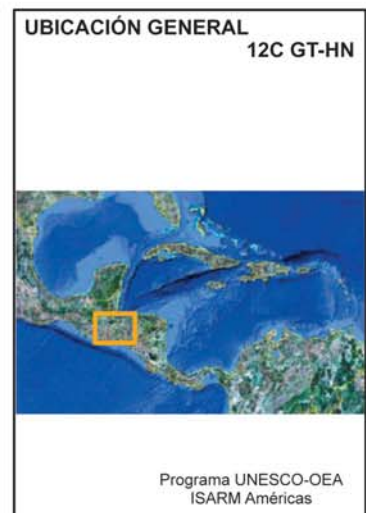 UBICACIÓN GENERAL
12C GT-HN
Programa UNESCO-OEA
ISARM Américas